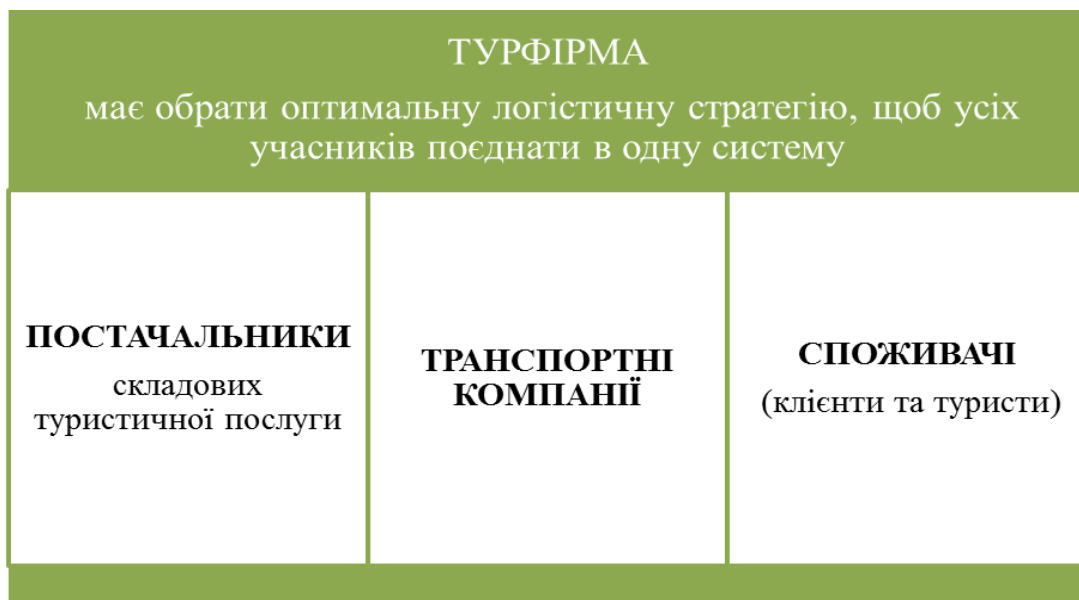 ТУРФІРМА
має обрати оптимальну логістичну стратегію, щоб усіх
учасників поєднати в одну систему
ПОСТАЧАЛЬНИКИ
складових
туристичної послуги
ТРАНСПОРТНІ
КОМПАНІЇ
СПОЖИВАЧІ
(клієнти та туристи)